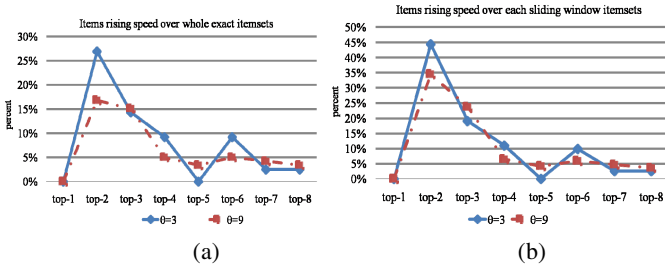 Items rising speed over whole exact itemsets
30%
25%
20%
15%
10%
5%
0%
percent
top-1 top-2 top-3 top-4 top-5 top-6 top-7 top-8
θ=3 θ=9
(a)
Items rising speed over each sliding window itemsets
50%
45%
40%
35%
30%
25%
20%
15%
10%
5%
0%
percent
top-1 top-2 top-3 top-4 top-5 top-6 top-7 top-8
θ=3 θ=9
(b)